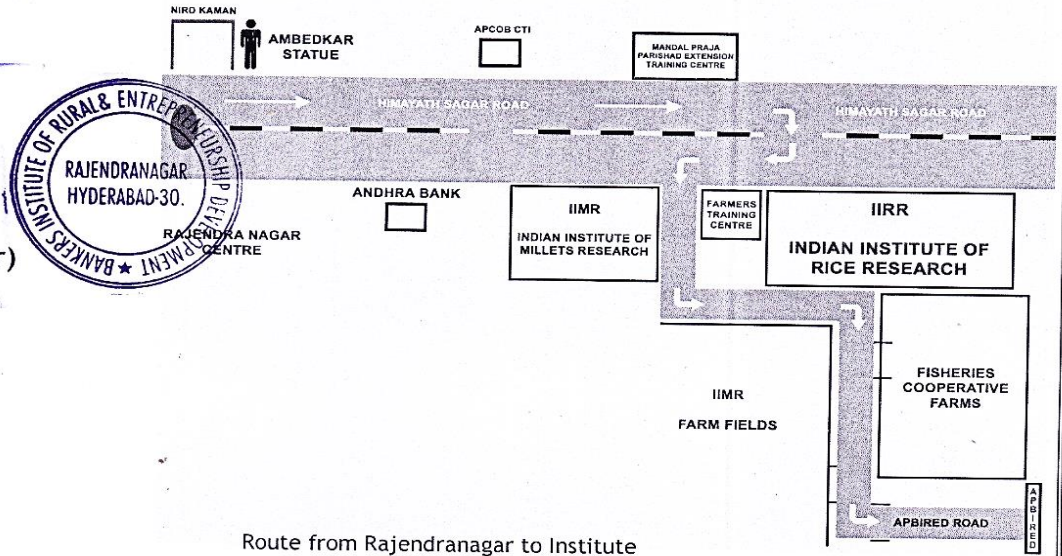 NIRD KAMAN
AMBEDKAR
STATUE
APCOB CTI
MANDAL PRAJA
PARISHAD EXTENSION
TRAINING CENTRE
HIMAYATH SAGAR ROAD
HIMAYATH SAGAR ROAD
BANKERS INSTITUTE OF RURAL & ENTREPRENEURSHIP DEVELOPMENT ★
RAJENDRANAGAR
HYDERABAD-30.
RAJENDRA NAGAR
CENTRE
ANDHRA BANK
IIMR
INDIAN INSTITUTE OF
MILLETS RESEARCH
FARMERS
TRAINING
CENTRE
IIRR
INDIAN INSTITUTE OF
RICE RESEARCH
IIMR
FARM FIELDS
FISHERIES
COOPERATIVE
FARMS
APBIRED ROAD
APBIRED
Route from Rajendranagar to Institute